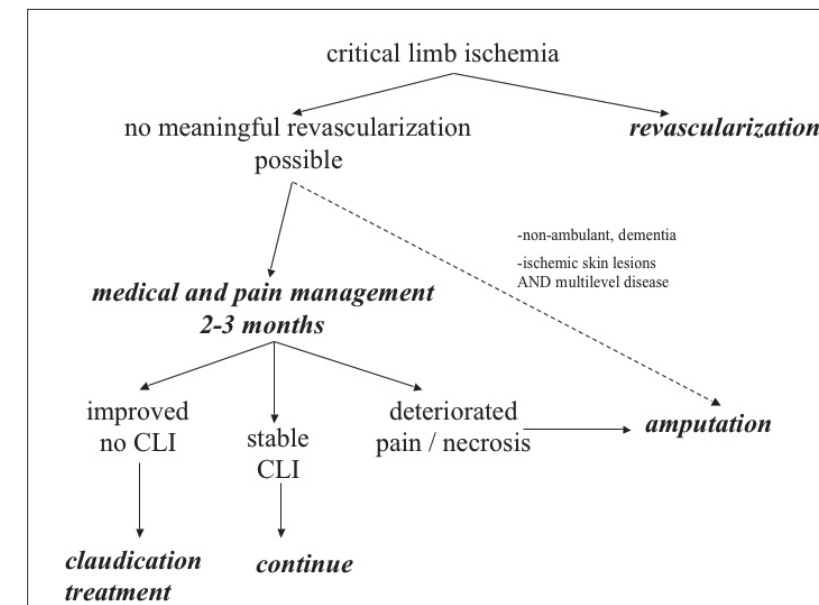 critical limb ischemia
no meaningful revascularization
possible
revascularization
-non-ambulant, dementia
-ischemic skin lesions
AND multilevel disease
medical and pain management
2-3 months
improved
no CLI
stable
CLI
deteriorated
pain / necrosis
amputation
claudication
treatment
continue